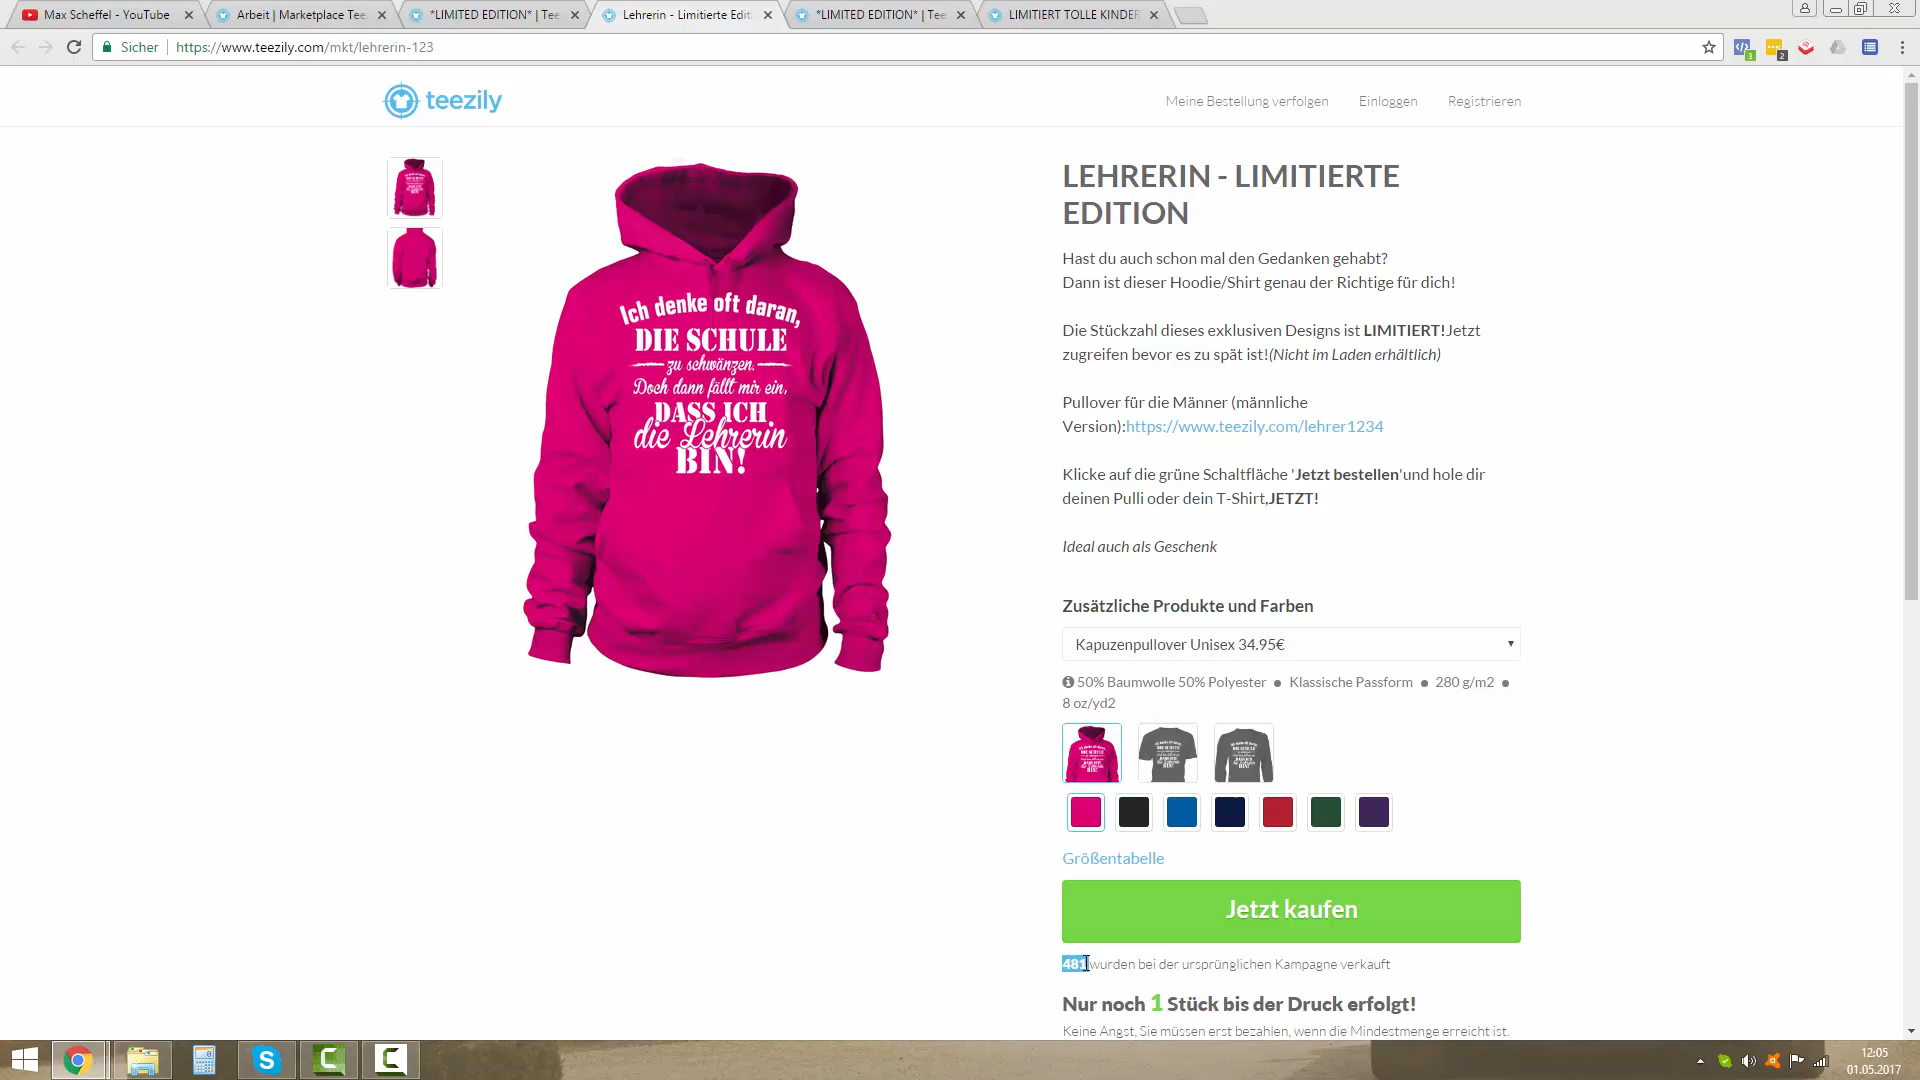 Max Scheffel - YouTube
Arbeit | Marketplace Tee
*LIMITED EDITION* | Tee
Lehrerin - Limitierte Edit
*LIMITED EDITION* | Tee
LIMITIERT TOLLE KINDER
Sicher
https://www.teezily.com/mkt/lehrerin-123
3
2
teezily
Meine Bestellung verfolgen
Einloggen
Registrieren
Ich denke oft daran,
DIE SCHULE
zu schwänzen.
Doch dann fällt mir ein,
DASS ICH
die Lehrerin
BIN!
LEHRERIN - LIMITIERTE
EDITION
Hast du auch schon mal den Gedanken gehabt?
Dann ist dieser Hoodie/Shirt genau der Richtige für dich!
Die Stückzahl dieses exklusiven Designs ist LIMITIERT!Jetzt
zugreifen bevor es zu spät ist!(Nicht im Laden erhältlich)
Pullover für die Männer (männliche
Version):https://www.teezily.com/lehrer1234
Klicke auf die grüne Schaltfläche 'Jetzt bestellen'und hole dir
deinen Pulli oder dein T-Shirt,JETZT!
Ideal auch als Geschenk
Zusätzliche Produkte und Farben
Kapuzenpullover Unisex 34.95€
50% Baumwolle 50% Polyester ● Klassische Passform ● 280 g/m2 ●
8 oz/yd2
Größentabelle
Jetzt kaufen
481 wurden bei der ursprünglichen Kampagne verkauft
Nur noch 1 Stück bis der Druck erfolgt!
Keine Angst, Sie müssen erst bezahlen, wenn die Mindestmenge erreicht ist.
12:05
01.05.2017